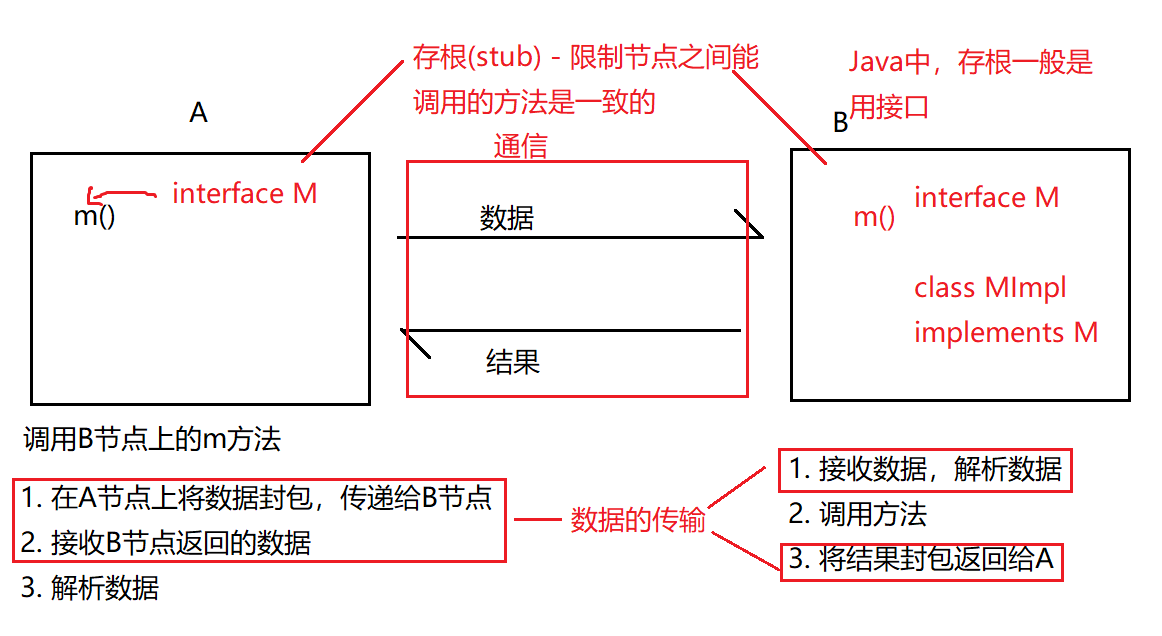 存根(stub) - 限制节点之间能
调用的方法是一致的
Java中，存根一般是
用接口
A
B
通信
interface M
m()
数据
结果
interface M
m()
class MImpl
implements M
调用B节点上的m方法
1. 在A节点上将数据封包，传递给B节点
2. 接收B节点返回的数据
3. 解析数据
数据的传输
1. 接收数据，解析数据
2. 调用方法
3. 将结果封包返回给A